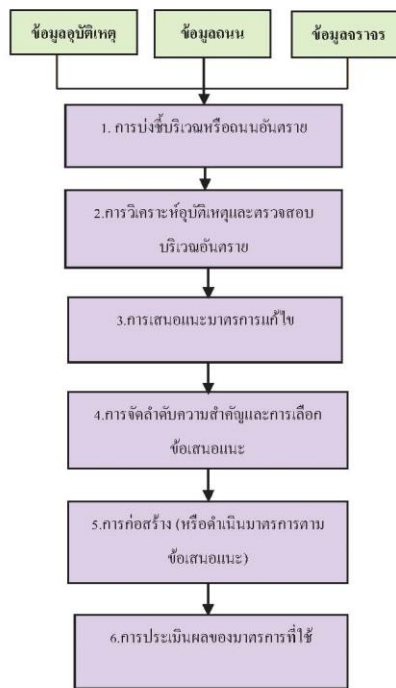 ข้อมูลอุบัติเหตุ
ข้อมูลถนน
ข้อมูลจราจร
1. การบ่งชี้บริเวณหรือถนนอันตราย
2.การวิเคราะห์อุบัติเหตุและตรวจสอบ
บริเวณอันตราย
3.การเสนอแนะมาตรการแก้ไข
4.การจัดลำดับความสำคัญและการเลือก
ข้อเสนอแนะ
5.การก่อสร้าง (หรือดำเนินมาตรการตาม
ข้อเสนอแนะ)
6.การประเมินผลของมาตรการที่ใช้